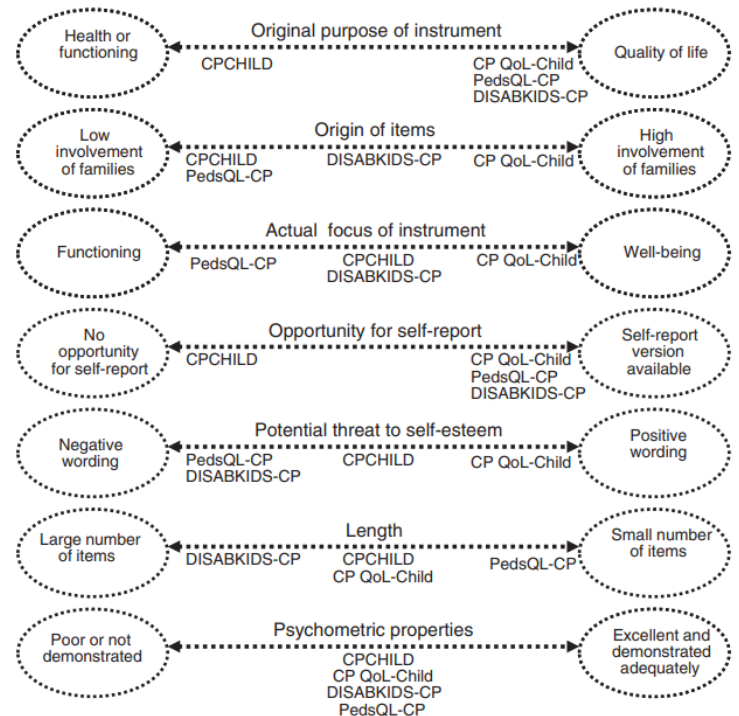 Health or
functioning
Original purpose of instrument
Quality of life
CPCHILD
CP QoL-Child
PedsQL-CP
DISABKIDS-CP
Low
involvement
of families
Origin of items
High
involvement
of families
CPCHILD
PedsQL-CP
DISABKIDS-CP
CP QoL-Child
Functioning
Actual focus of instrument
Well-being
PedsQL-CP
CPCHILD
DISABKIDS-CP
CP QoL-Child
No
opportunity
for self-report
Opportunity for self-report
Self-report
version
available
CPCHILD
CP QoL-Child
PedsQL-CP
DISABKIDS-CP
Negative
wording
Potential threat to self-esteem
Positive
wording
PedsQL-CP
DISABKIDS-CP
CPCHILD
CP QoL-Child
Large number
of items
Length
Small number
of items
DISABKIDS-CP
CPCHILD
CP QoL-Child
PedsQL-CP
Poor or not
demonstrated
Psychometric properties
Excellent and
demonstrated
adequately
CPCHILD
CP QoL-Child
DISABKIDS-CP
PedsQL-CP